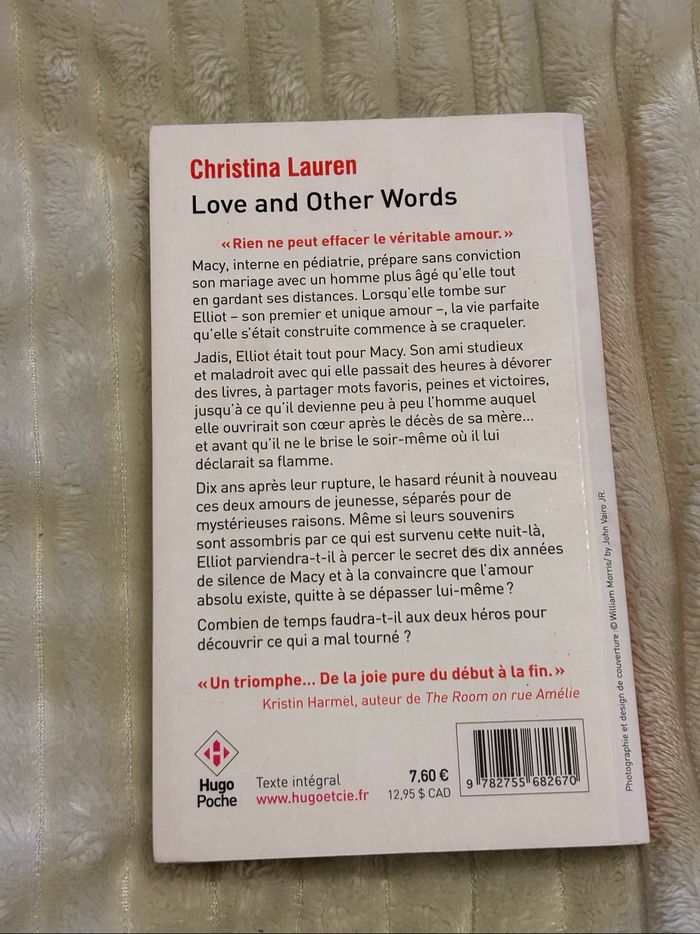 Christina Lauren
Love and Other Words
« Rien ne peut effacer le véritable amour. »
Macy, interne en pédiatrie, prépare sans conviction
son mariage avec un homme plus âgé qu'elle tout
en gardant ses distances. Lorsqu'elle tombe sur
Elliot – son premier et unique amour –, la vie parfaite
qu'elle s'était construite commence à se craqueler.
Jadis, Elliot était tout pour Macy. Son ami studieux
et maladroit avec qui elle passait des heures à dévorer
des livres, à partager mots favoris, peines et victoires,
jusqu'à ce qu'il devienne peu à peu l'homme auquel
elle ouvrirait son cœur après le décès de sa mère...
et avant qu'il ne le brise le soir-même où il lui
déclarait sa flamme.
Dix ans après leur rupture, le hasard réunit à nouveau
ces deux amours de jeunesse, séparés pour de
mystérieuses raisons. Même si leurs souvenirs
sont assombris par ce qui est survenu cette nuit-là,
Elliot parviendra-t-il à percer le secret des dix années
de silence de Macy et à la convaincre que l'amour
absolu existe, quitte à se dépasser lui-même ?
Combien de temps faudra-t-il aux deux héros pour
découvrir ce qui a mal tourné ?
« Un triomphe... De la joie pure du début à la fin. »
Kristin Harmel, auteur de The Room on rue Amélie
Hugo
Poche
Texte intégral
www.hugoetcie.fr
7.60 €
12,95 $ CAD
9 782755 682670
Photographie et design de couverture : © William Morris/ by John Vairo JR.